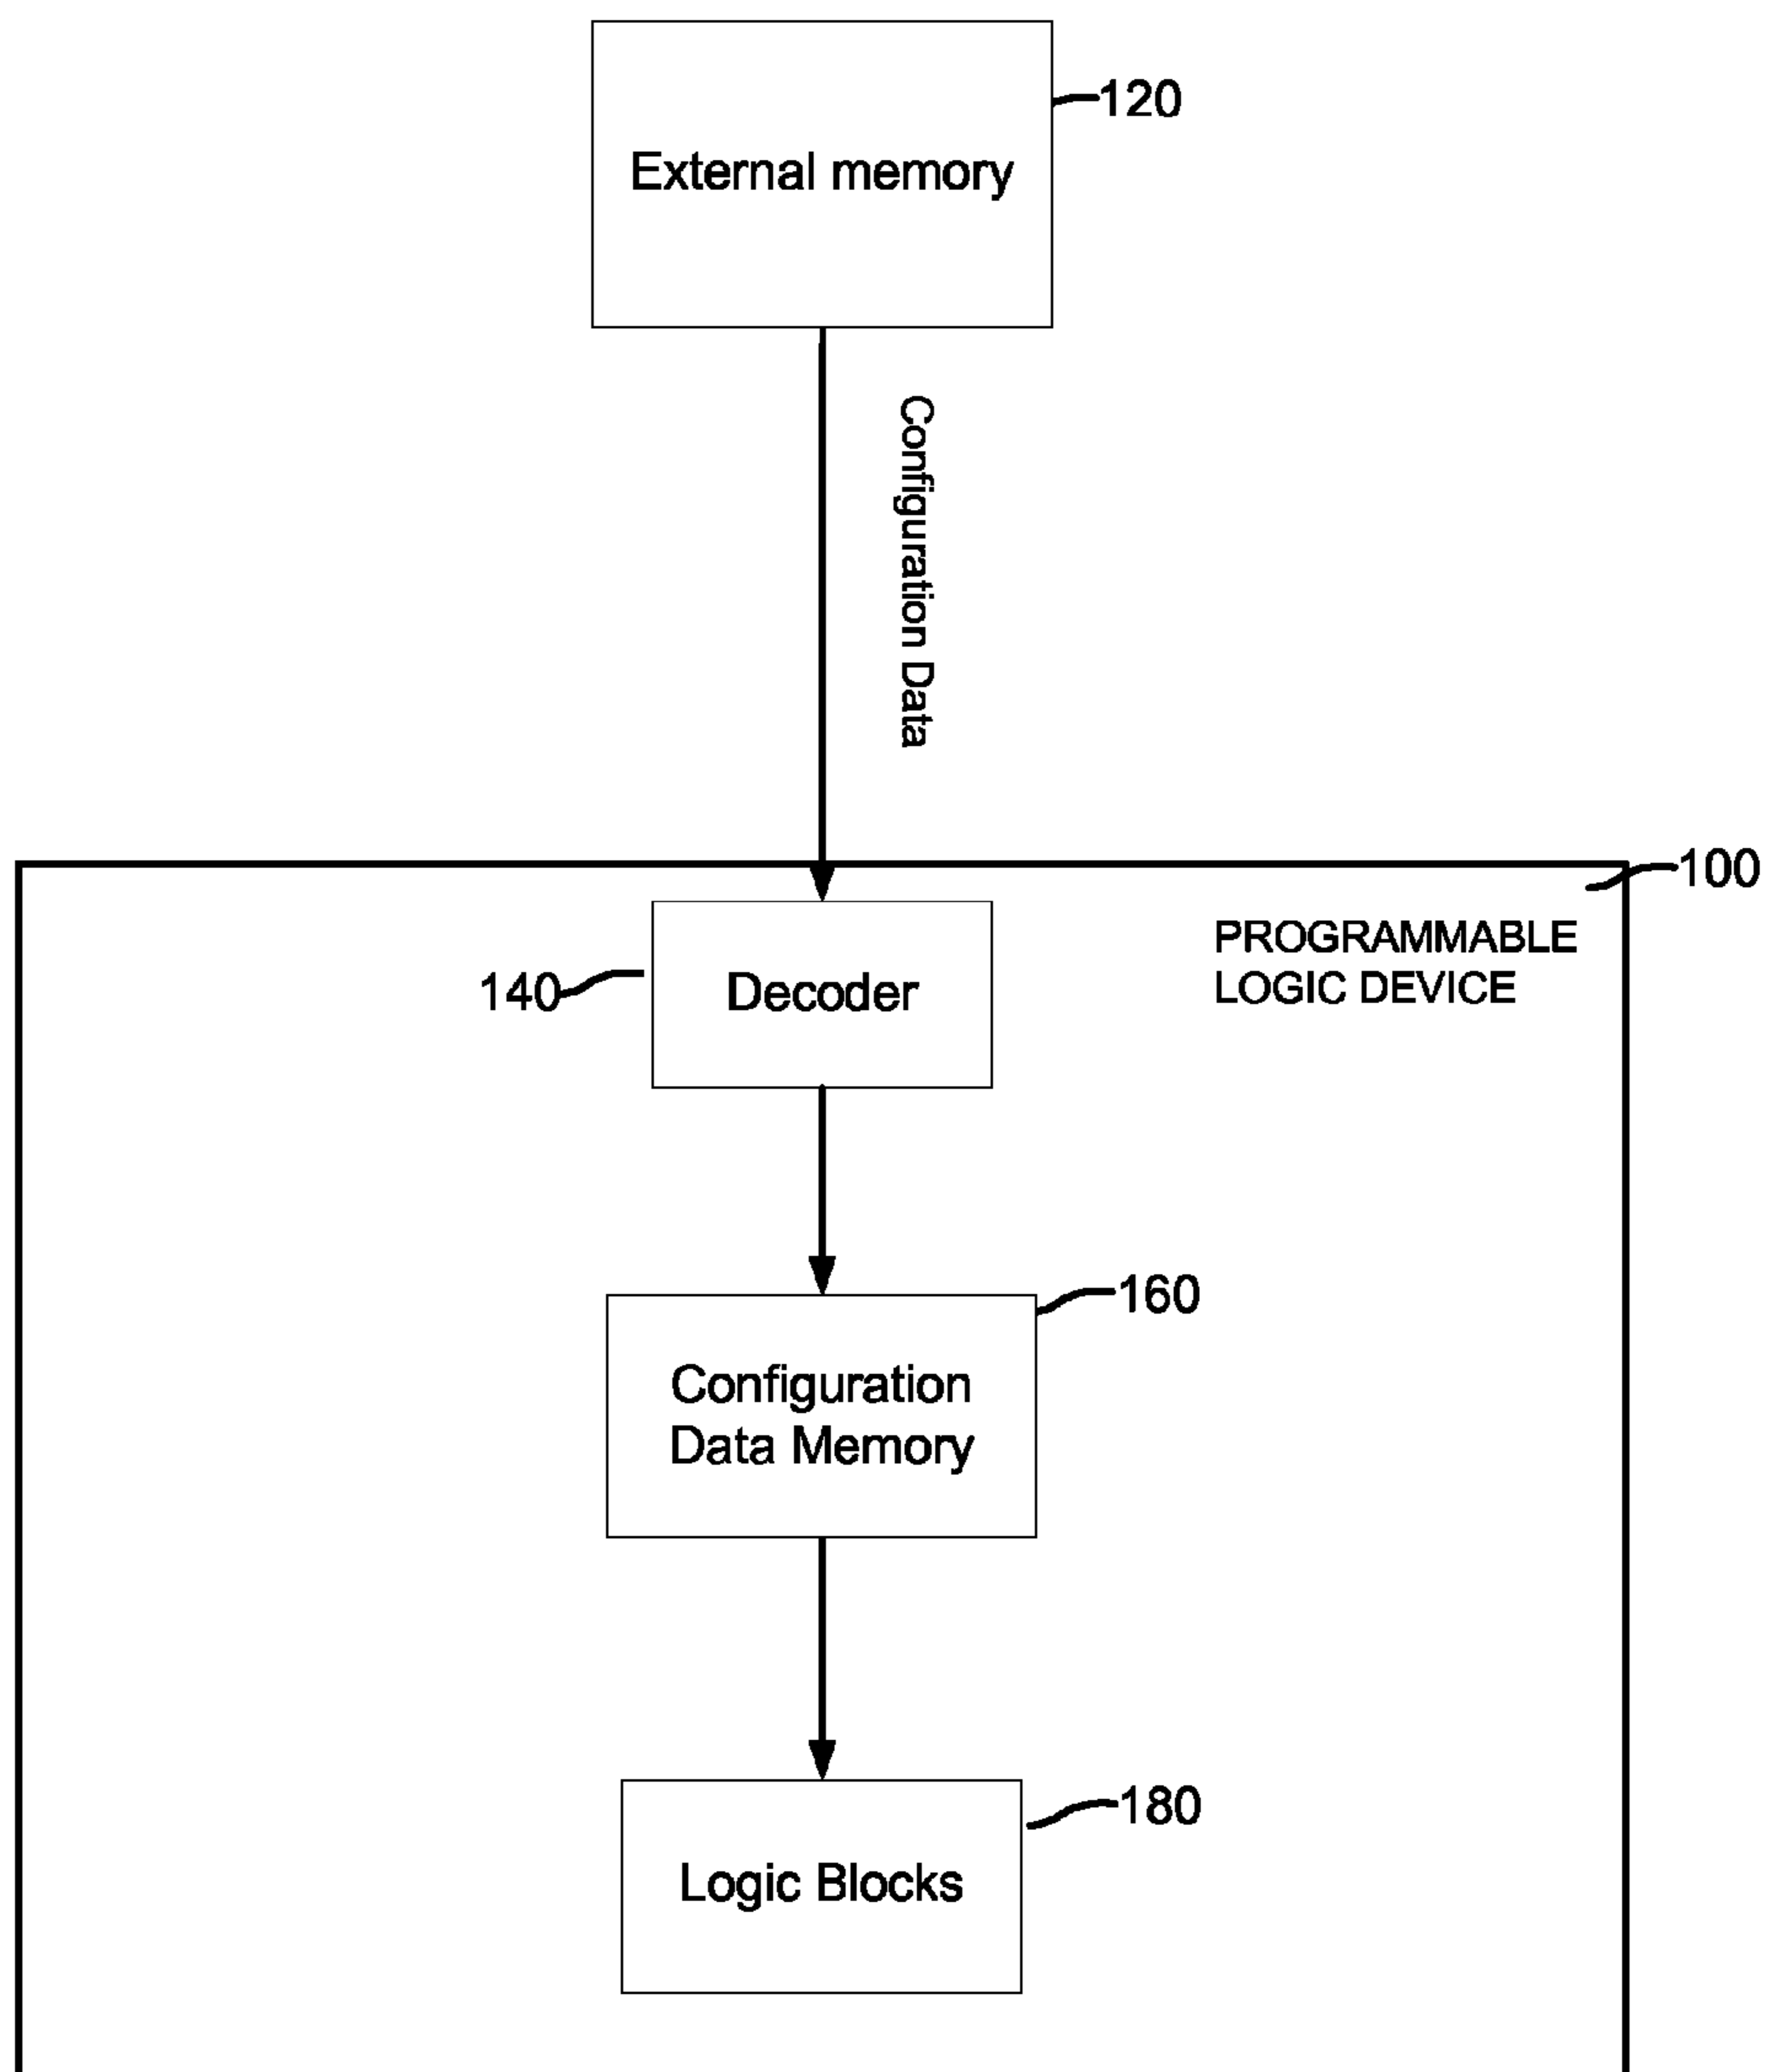 120
External memory
Configuration Data
100
PROGRAMMABLE
LOGIC DEVICE
140
Decoder
160
Configuration
Data Memory
180
Logic Blocks